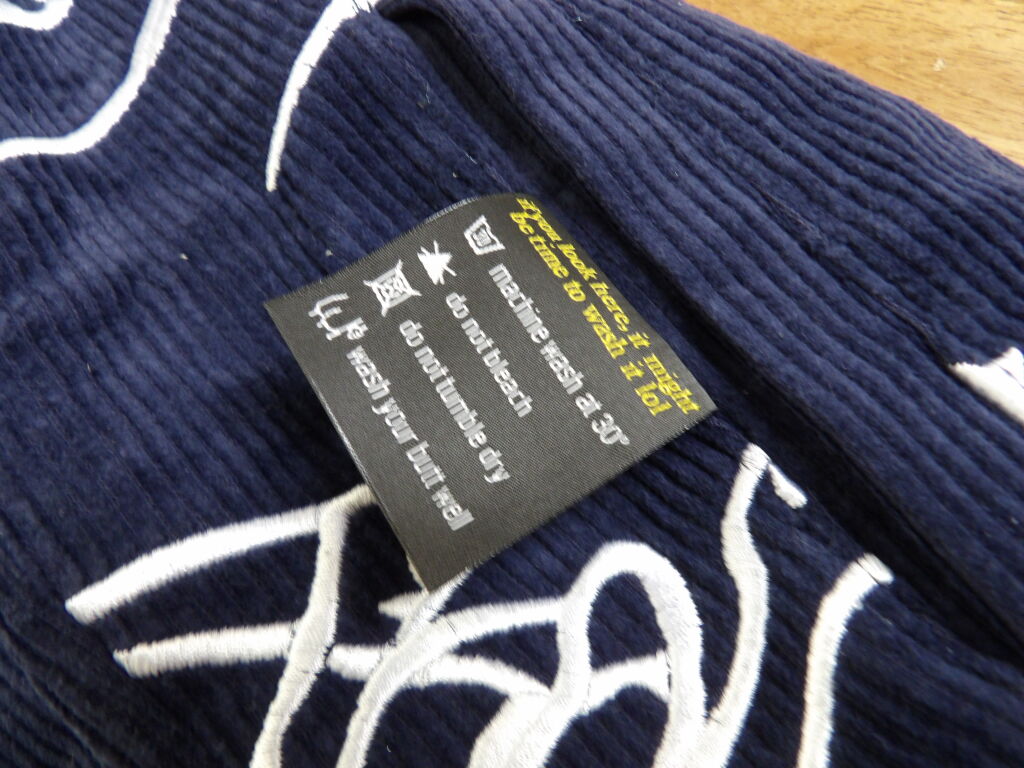 if you look here, it might
be time to wash it lol
30
machine wash at 30°
do not bleach
do not tumble dry
wash your butt well